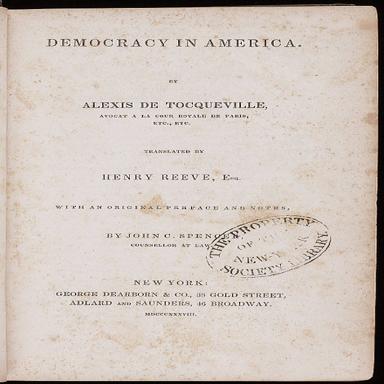 DEMOCRACY IN AMERICA.
BY
ALEXIS DE TOCQUEVILLE,
AVOCAT A LA COUR ROYALE DE PARIS,
ETC., ETC.
TRANSLATED BY
HENRY REEVE, Esq.
WITH AN ORIGINAL PREFACE AND NOTES,
BY JOHN C. SPENCER,
COUNSELLOR AT LAW
THE PROPERTY
OF THE
NEW-YORK
SOCIETY LIBRARY.
NEW YORK:
GEORGE DEARBORN & CO., 38 GOLD STREET,
ADLARD AND SAUNDERS, 46 BROADWAY.
MDCCCXXXVIII.